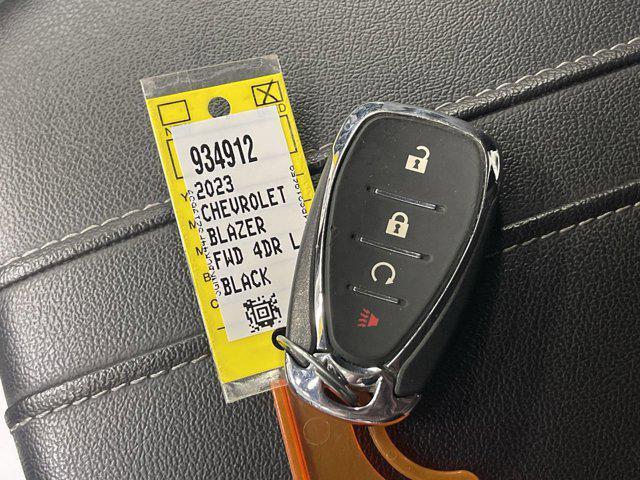 D
934912
2023
CHEVROLET
BLAZER
FWD 4DR L
BLACK